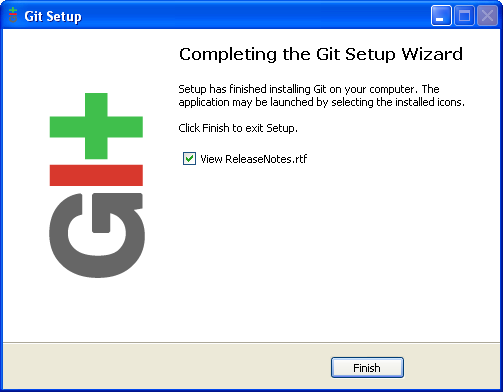 Git Setup
Completing the Git Setup Wizard
Setup has finished installing Git on your computer. The
application may be launched by selecting the installed icons.
Click Finish to exit Setup.
View ReleaseNotes.rtf
GIt
Finish